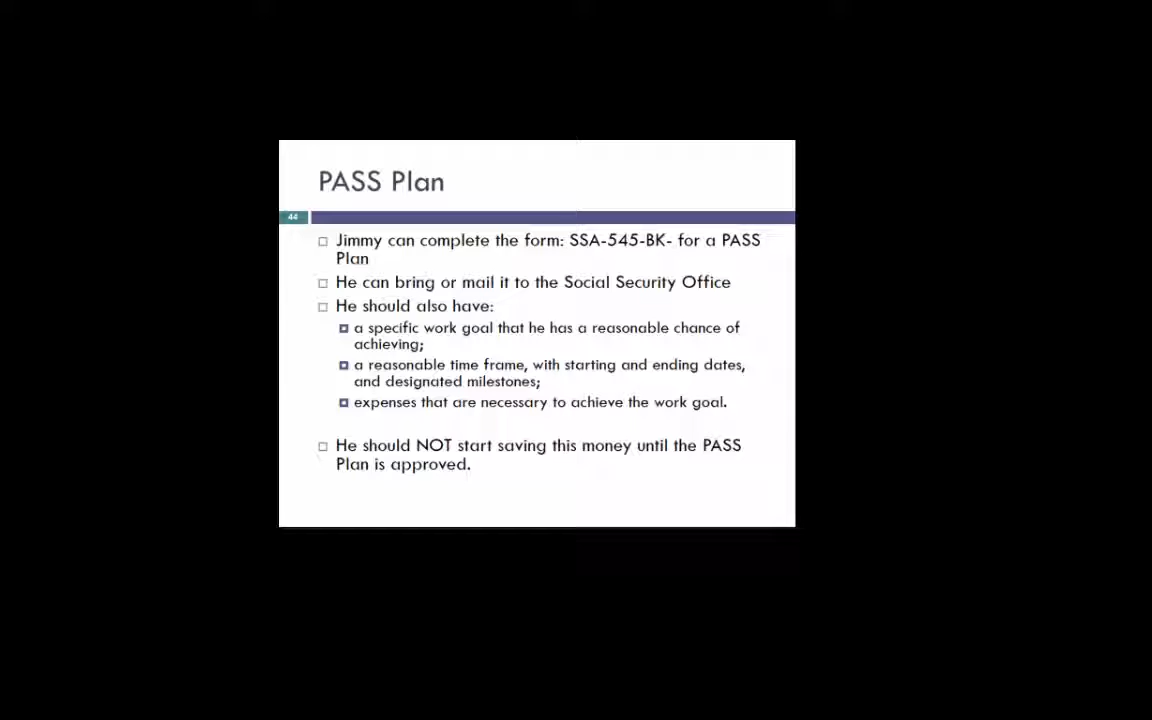 PASS Plan
44
Jimmy can complete the form: SSA-545-BK- for a PASS
Plan
He can bring or mail it to the Social Security Office
He should also have:
a specific work goal that he has a reasonable chance of
achieving;
a reasonable time frame, with starting and ending dates,
and designated milestones;
expenses that are necessary to achieve the work goal.
He should NOT start saving this money until the PASS
Plan is approved.